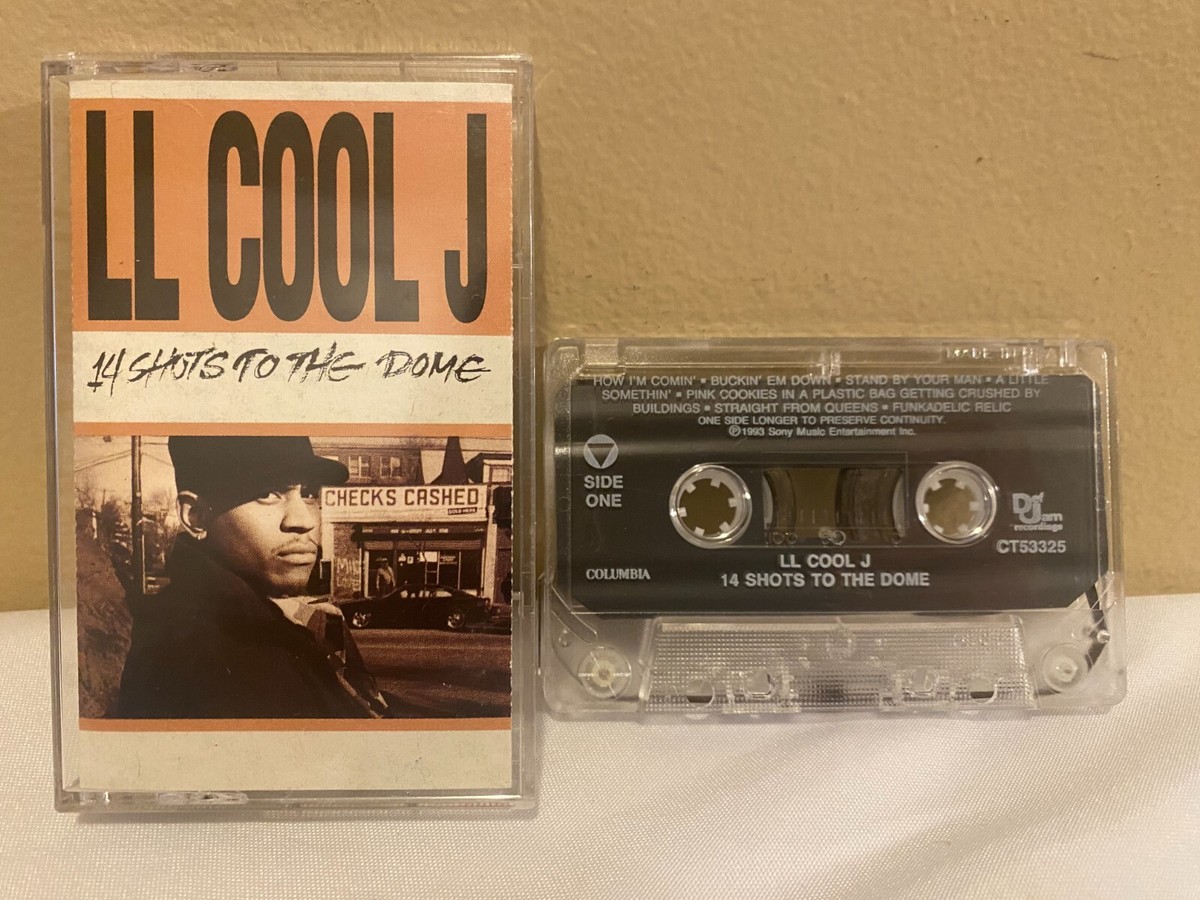 LL COOL J
14 SHOTS TO THE DOME
CHECKS CASHED
HOW I'M COMIN' ▪ BUCKIN' EM DOWN ▪ STAND BY YOUR MAN ▪ A LITTLE
SOMETHIN' ▪ PINK COOKIES IN A PLASTIC BAG GETTING CRUSHED BY
BUILDINGS ▪ STRAIGHT FROM QUEENS ▪ FUNKADELIC RELIC
ONE SIDE LONGER TO PRESERVE CONTINUITY.
℗1993 Sony Music Entertainment Inc.
SIDE
ONE
Def Jam
recordings
CT53325
COLUMBIA
LL COOL J
14 SHOTS TO THE DOME